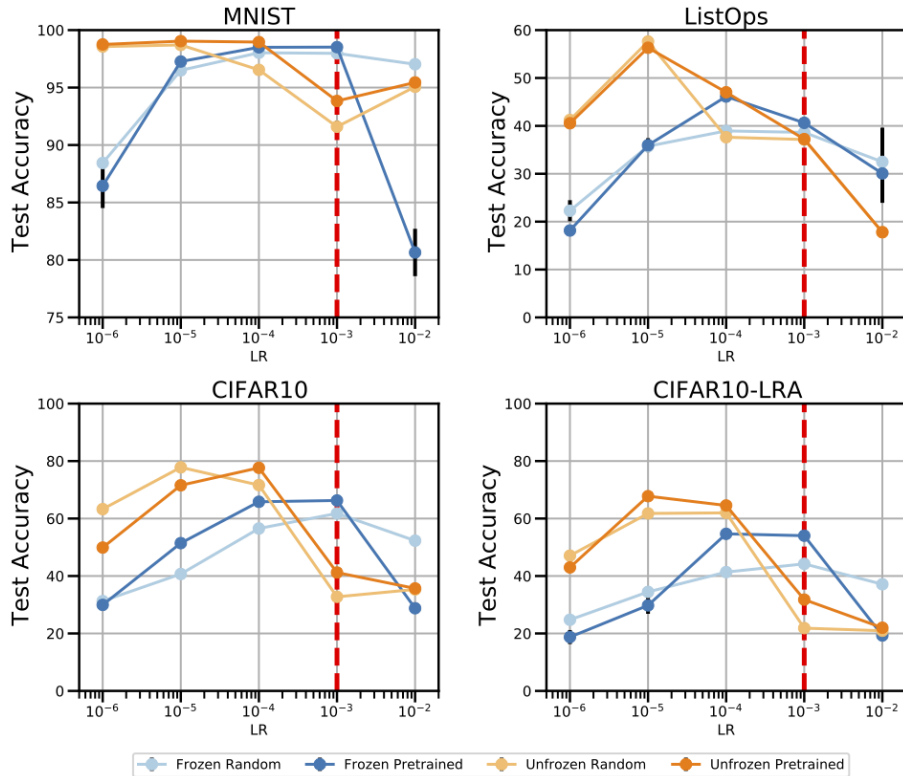 MNIST
Test Accuracy
100
95
90
85
80
75
10⁻⁶ 10⁻⁵ 10⁻⁴ 10⁻³ 10⁻²
LR
ListOps
Test Accuracy
60
50
40
30
20
10
0
10⁻⁶ 10⁻⁵ 10⁻⁴ 10⁻³ 10⁻²
LR
CIFAR10
Test Accuracy
100
80
60
40
20
0
10⁻⁶ 10⁻⁵ 10⁻⁴ 10⁻³ 10⁻²
LR
CIFAR10-LRA
Test Accuracy
100
80
60
40
20
0
10⁻⁶ 10⁻⁵ 10⁻⁴ 10⁻³ 10⁻²
LR
Frozen Random Frozen Pretrained Unfrozen Random Unfrozen Pretrained